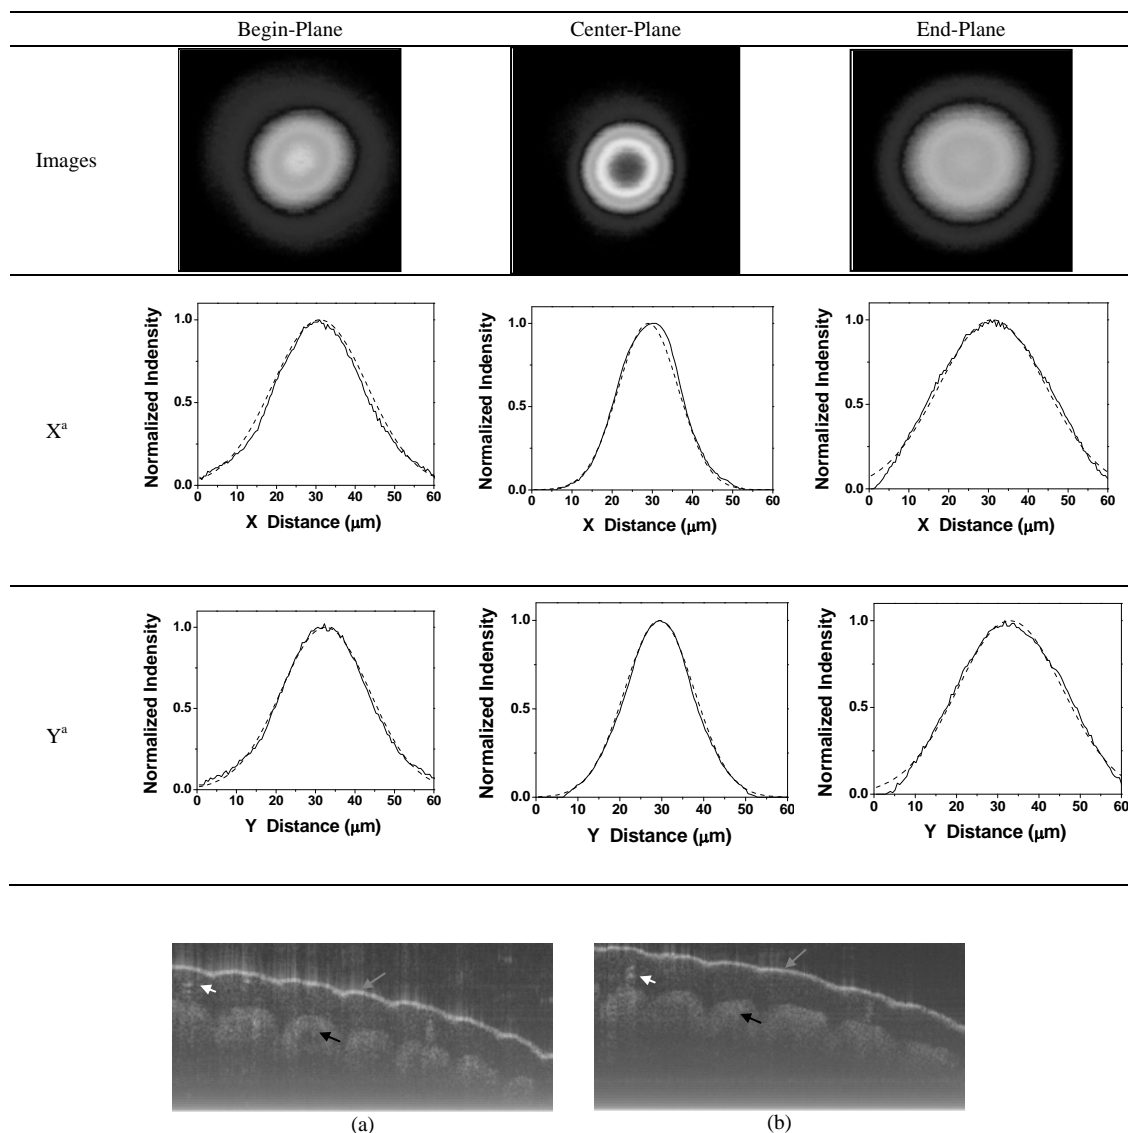 Begin-Plane Center-Plane End-Plane
Images
Xᵃ
Normalized Indensity
1.0
0.5
0.0
0 10 20 30 40 50 60
X Distance (μm)
Normalized Indensity
1.0
0.5
0.0
0 10 20 30 40 50 60
X Distance (μm)
Normalized Indensity
1.0
0.5
0.0
0 10 20 30 40 50 60
X Distance (μm)
Yᵃ
Normalized Indensity
1.0
0.5
0.0
0 10 20 30 40 50 60
Y Distance (μm)
Normalized Indensity
1.0
0.5
0.0
0 10 20 30 40 50 60
Y Distance (μm)
Normalized Indensity
1.0
0.5
0.0
0 10 20 30 40 50 60
Y Distance (μm)
(a) (b)